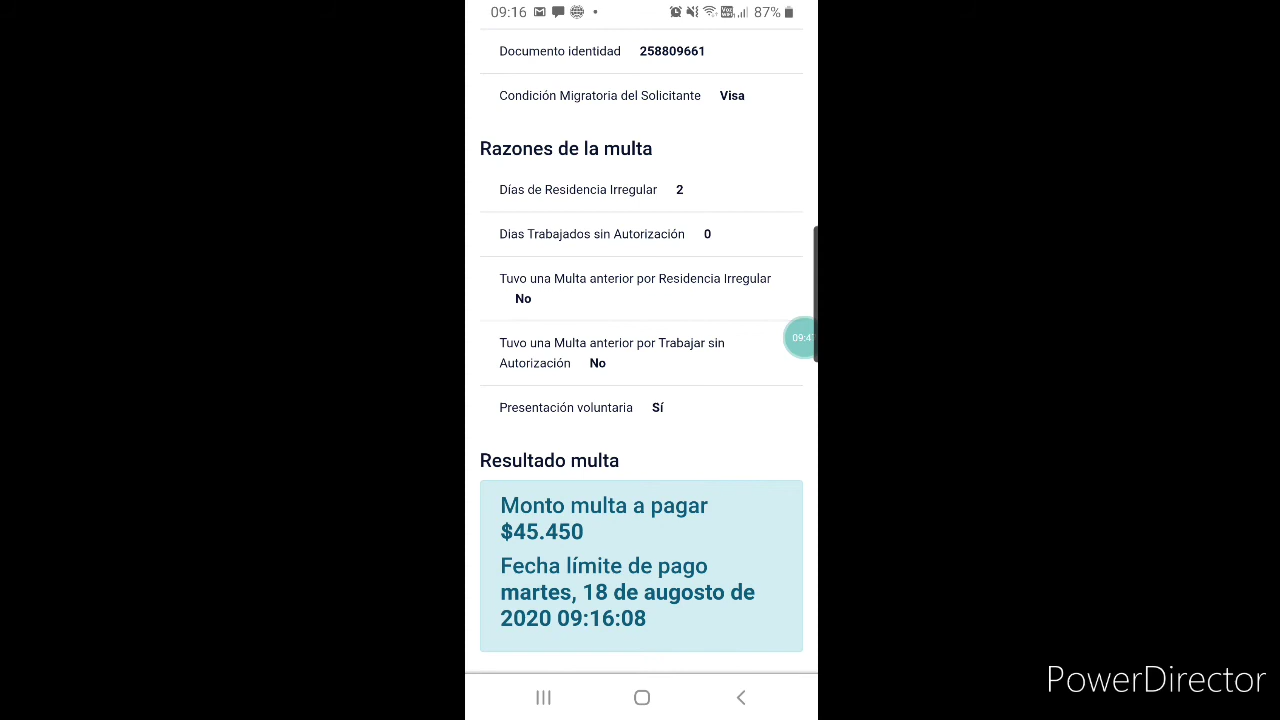 09:16 87%
Documento identidad 258809661
Condición Migratoria del Solicitante Visa
Razones de la multa
Días de Residencia Irregular 2
Dias Trabajados sin Autorización 0
Tuvo una Multa anterior por Residencia Irregular
No
Tuvo una Multa anterior por Trabajar sin
Autorización No
Presentación voluntaria Sí
Resultado multa
Monto multa a pagar
$45.450
Fecha límite de pago
martes, 18 de augosto de
2020 09:16:08
PowerDirector